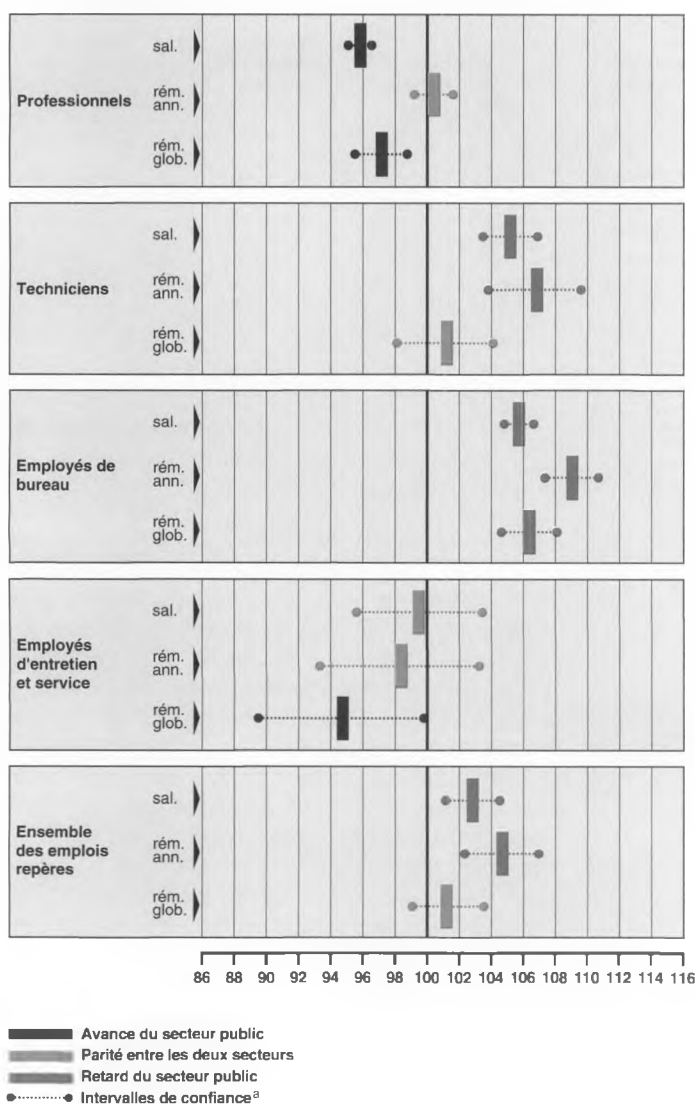 sal.
Professionnels
rém.
ann.
rém.
glob.
sal.
Techniciens
rém.
ann.
rém.
glob.
sal.
Employés de
bureau
rém.
ann.
rém.
glob.
sal.
Employés
d'entretien
et service
rém.
ann.
rém.
glob.
sal.
Ensemble
des emplois
repères
rém.
ann.
rém.
glob.
86 88 90 92 94 96 98 100 102 104 106 108 110 112 114 116
Avance du secteur public
Parité entre les deux secteurs
Retard du secteur public
Intervalles de confiance a